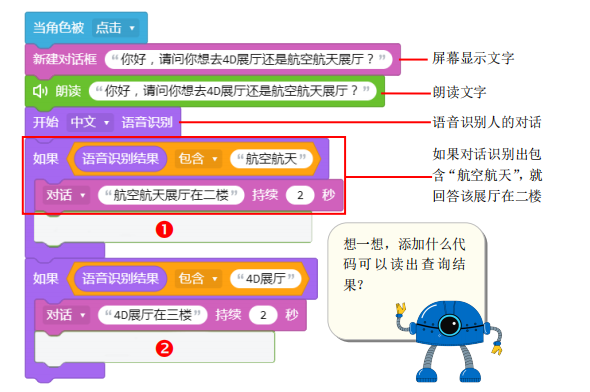 当角色被 点击
新建对话框 “你好，请问你想去4D展厅还是航空航天展厅？”
屏幕显示文字
朗读 “你好，请问你想去4D展厅还是航空航天展厅？”
朗读文字
开始 中文 语音识别
语音识别人的对话
如果 语音识别结果 包含 “航空航天”
对话 “航空航天展厅在二楼” 持续 2 秒
如果对话识别出包
含“航空航天”，就
回答该展厅在二楼
❶
如果 语音识别结果 包含 “4D展厅”
对话 “4D展厅在三楼” 持续 2 秒
❷
想一想，添加什么代
码可以读出查询结
果？